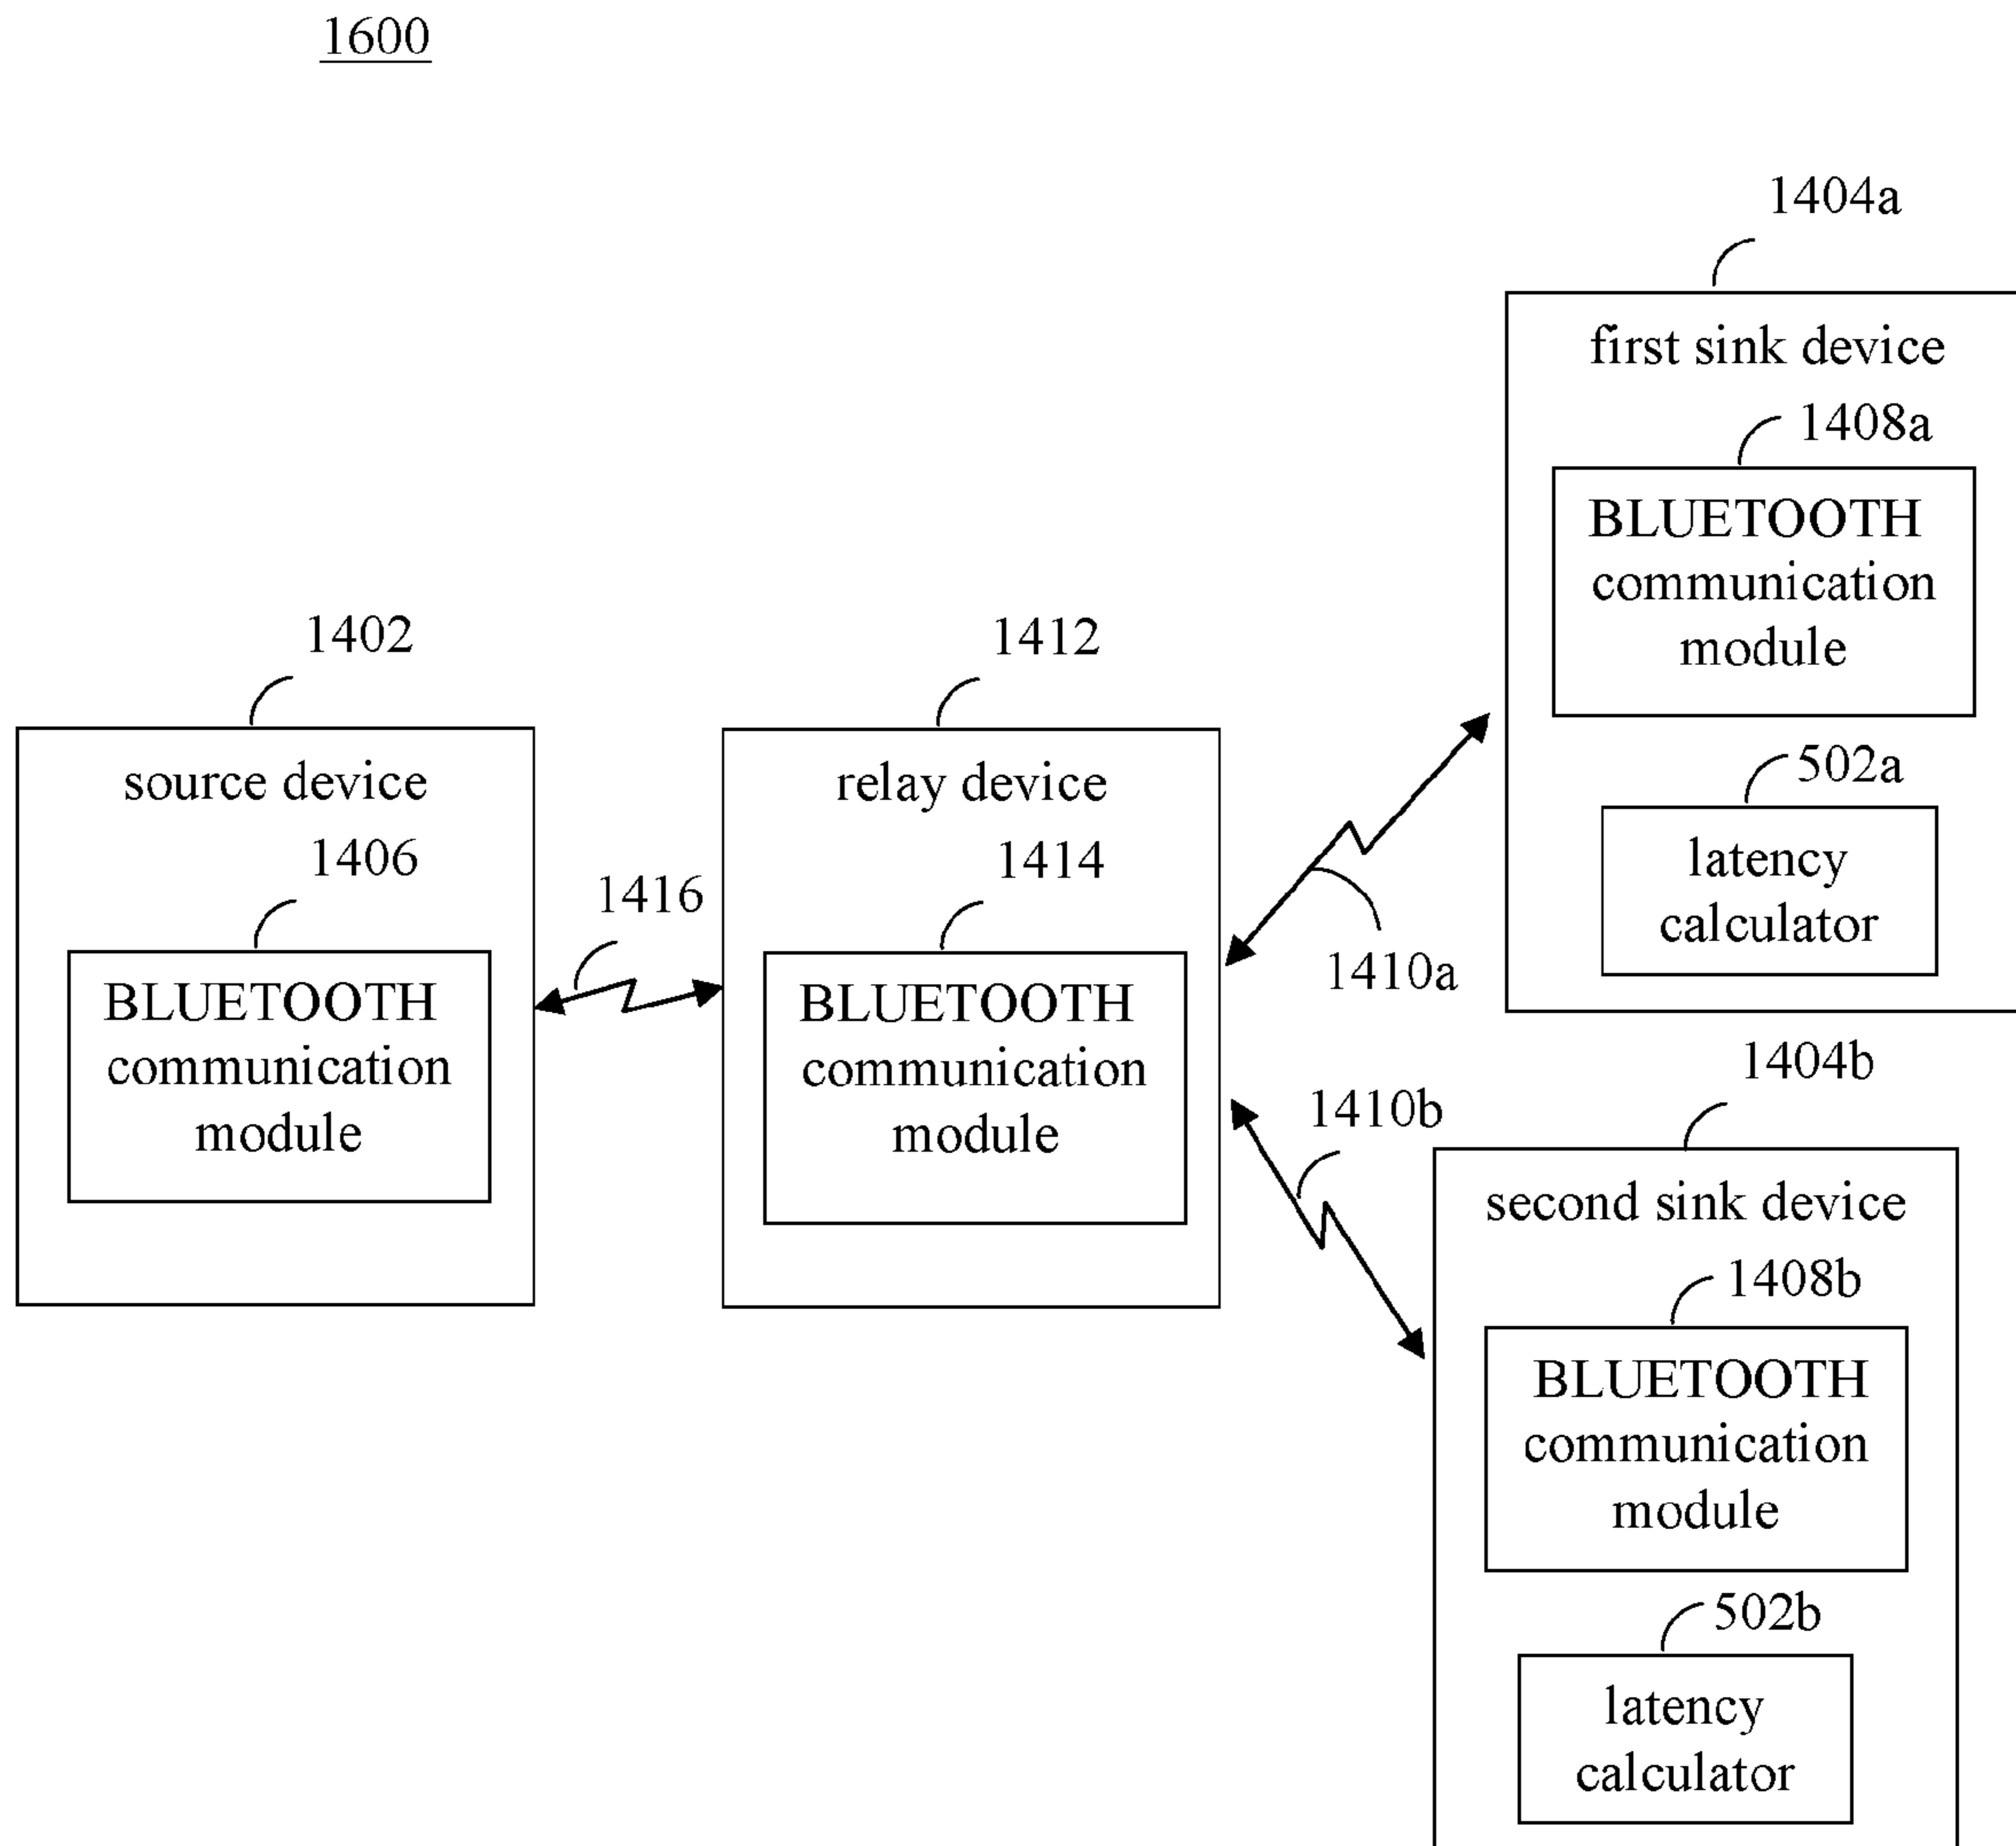 1600
1404a
first sink device
1408a
BLUETOOTH
communication
module
502a
latency
calculator
1402
source device
1406
BLUETOOTH
communication
module
1416
1412
relay device
1414
BLUETOOTH
communication
module
1410a
1410b
1404b
second sink device
1408b
BLUETOOTH
communication
module
502b
latency
calculator